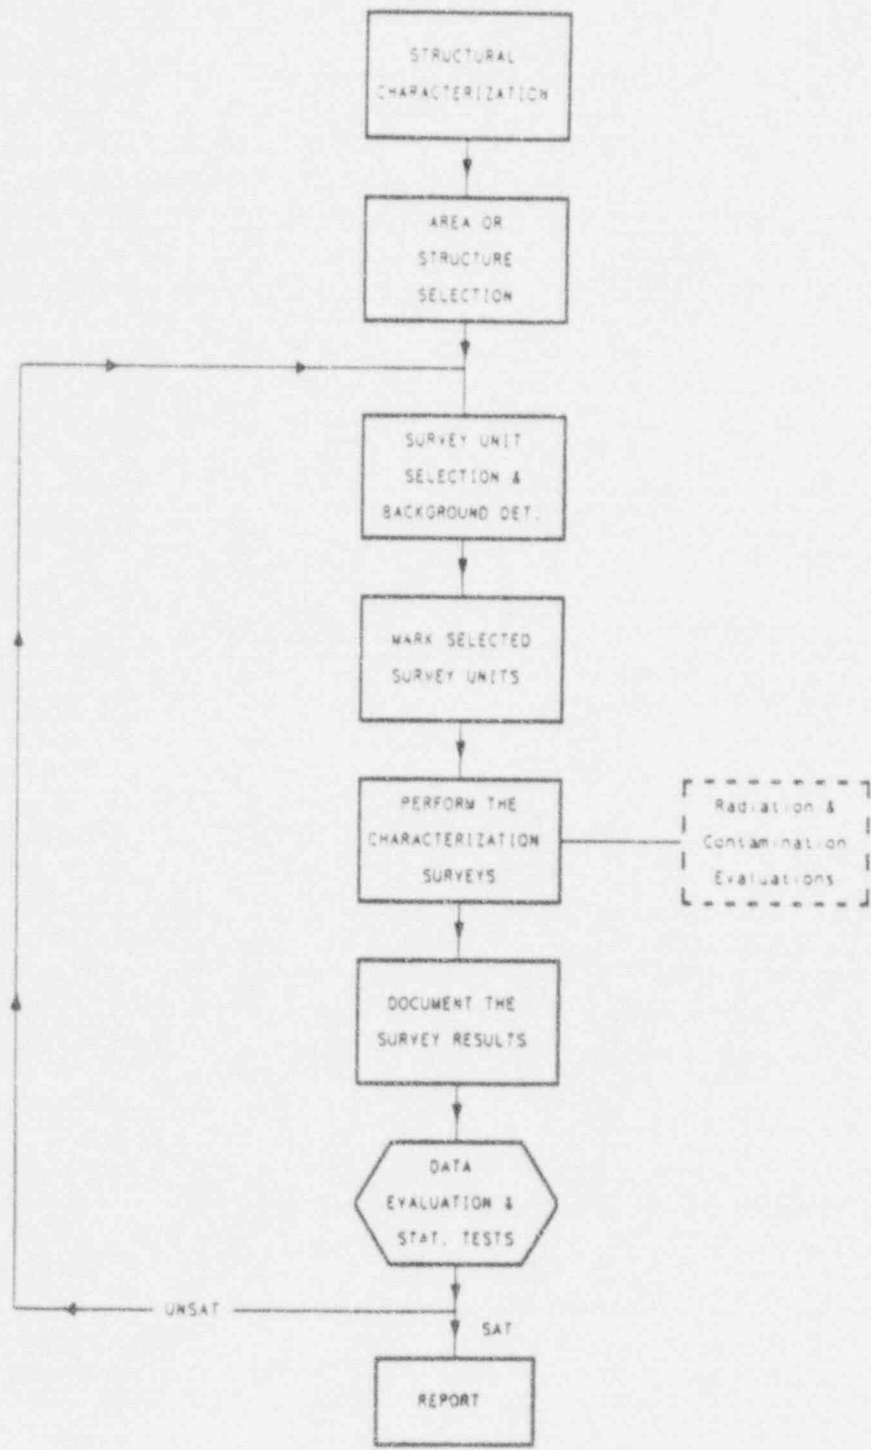 STRUCTURAL
CHARACTERIZATION
AREA OR
STRUCTURE
SELECTION
SURVEY UNIT
SELECTION &
BACKGROUND DET.
MARK SELECTED
SURVEY UNITS
PERFORM THE
CHARACTERIZATION
SURVEYS
Radiation &
Contamination
Evaluations
DOCUMENT THE
SURVEY RESULTS
DATA
EVALUATION &
STAT. TESTS
UNSAT
SAT
REPORT